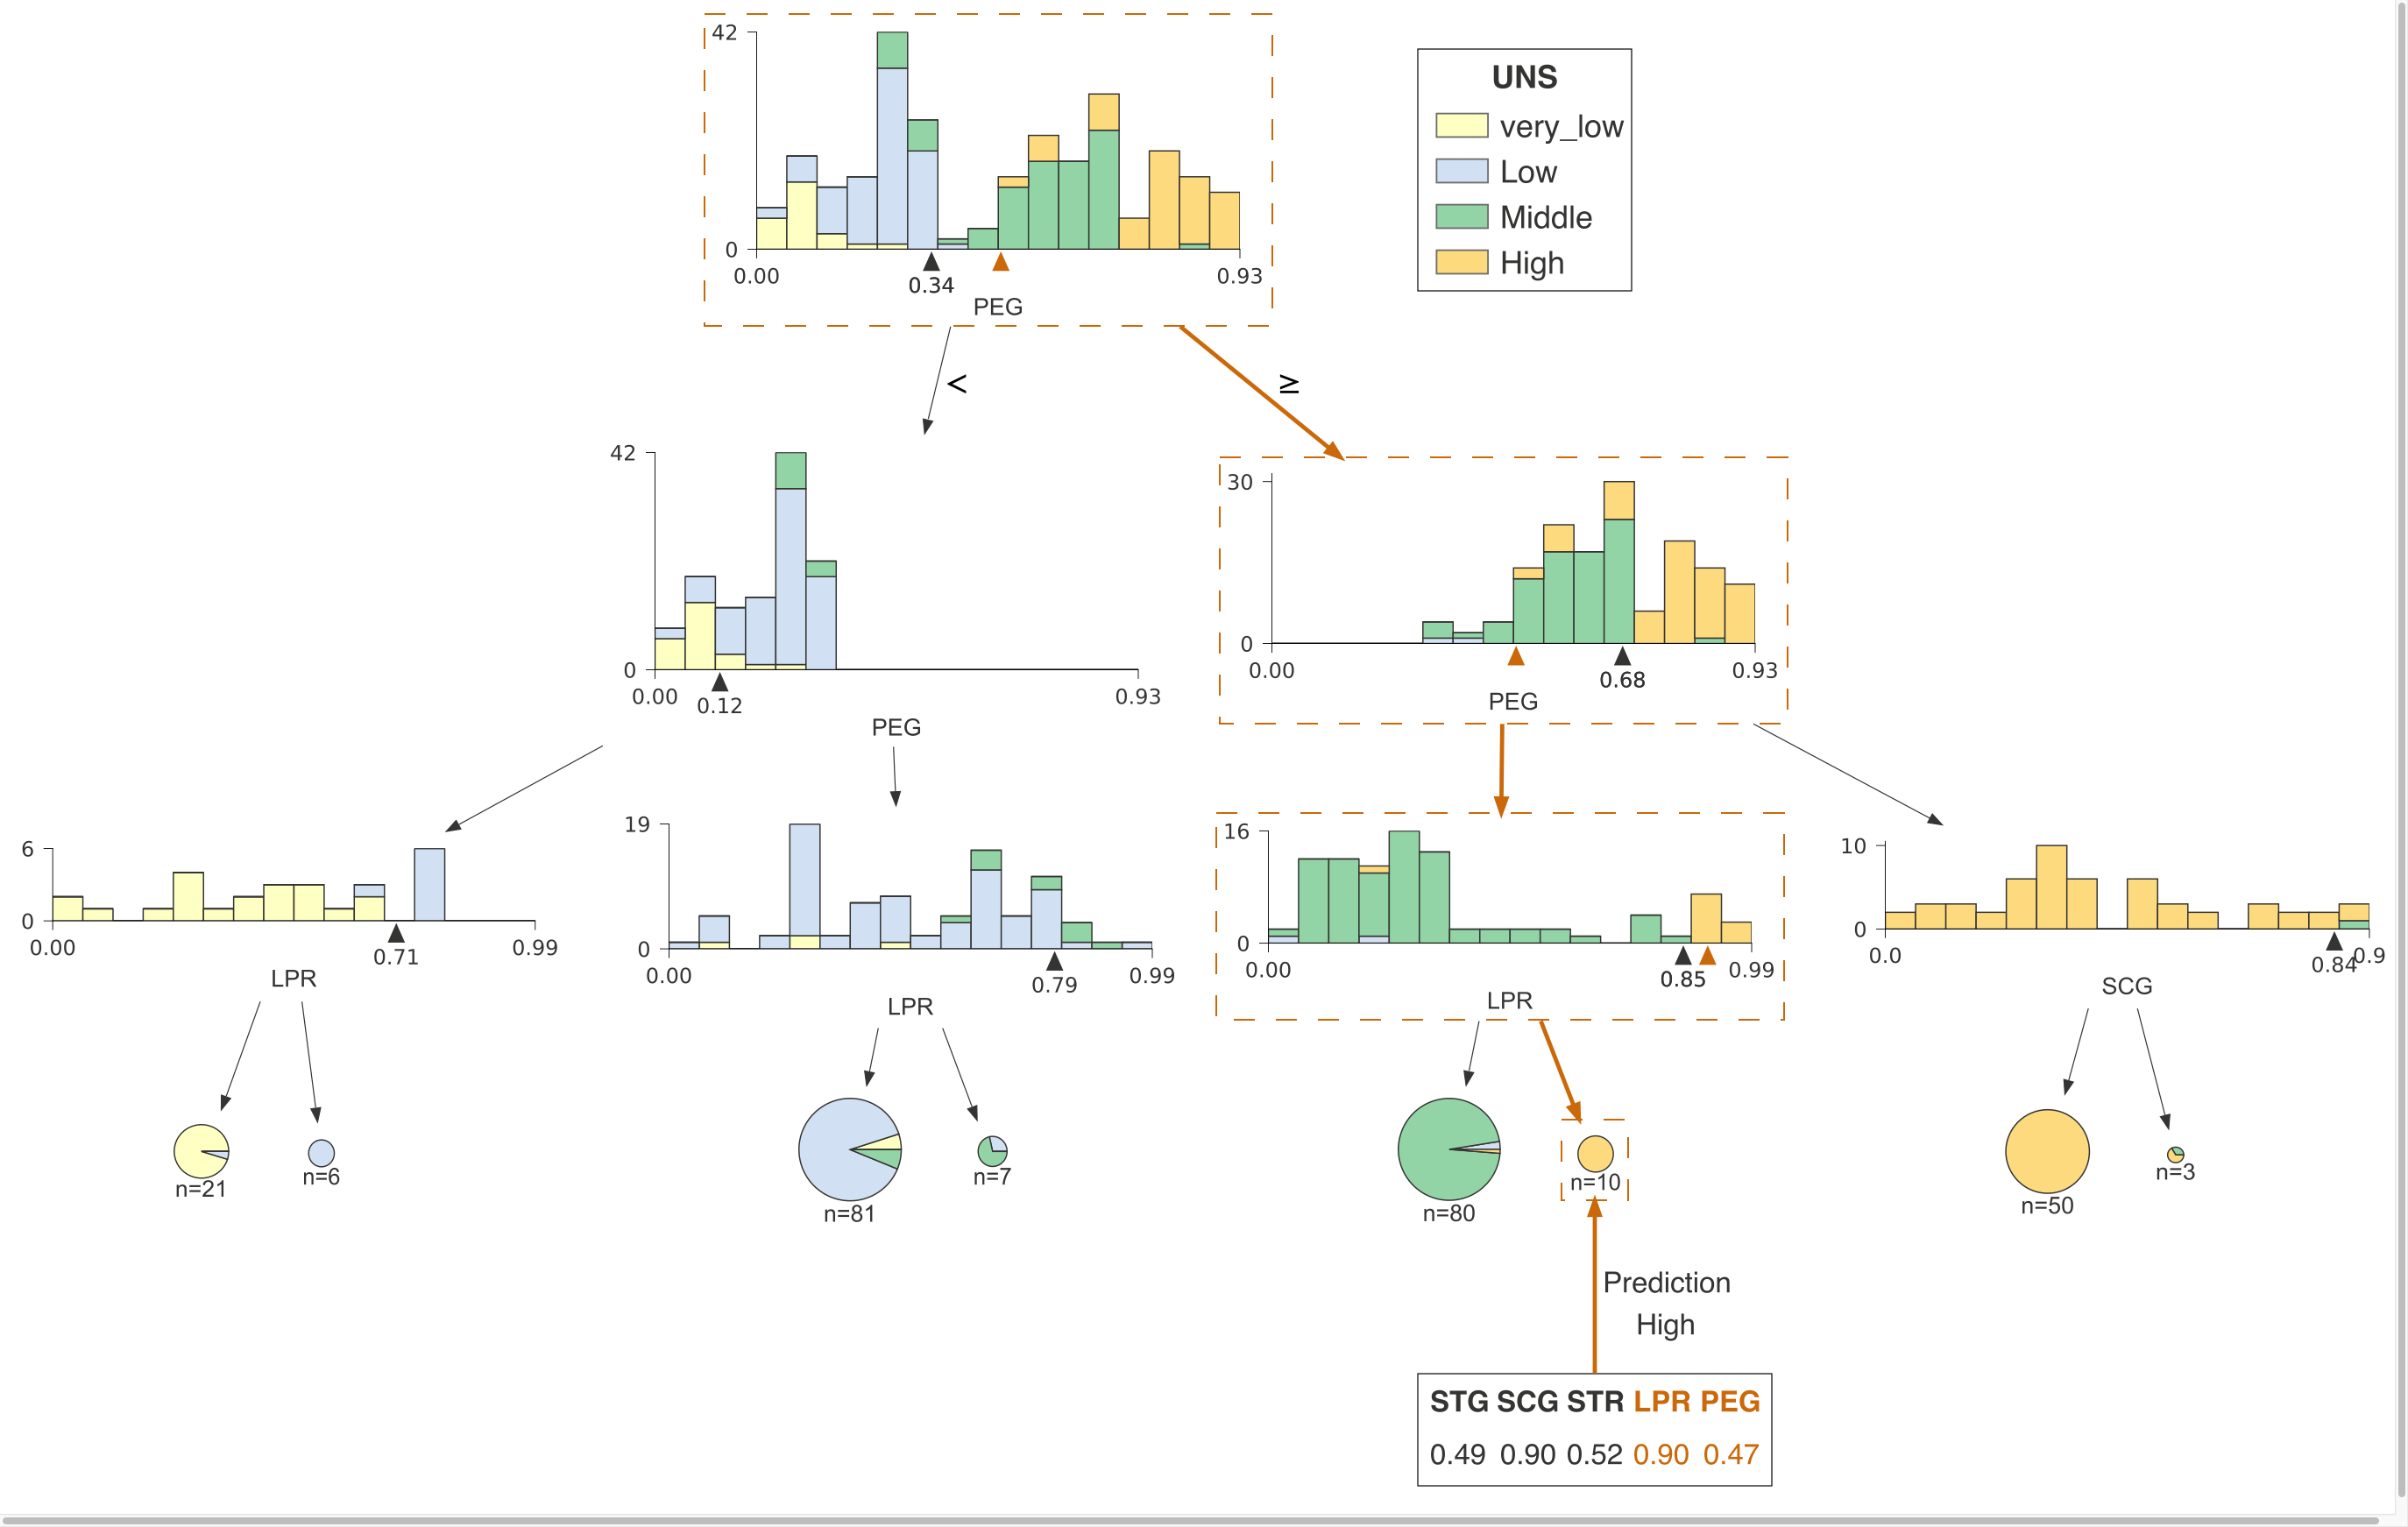 42
0
0.00
0.34
0.93
PEG
UNS
very_low
Low
Middle
High
<
≥
42
0
0.00
0.12
0.93
PEG
30
0
0.00
0.68
0.93
PEG
6
0
0.00
0.71
0.99
LPR
19
0
0.00
0.79
0.99
LPR
16
0
0.00
0.85
0.99
LPR
10
0
0.0
0.84
0.9
SCG
n=21
n=6
n=81
n=7
n=80
n=10
n=50
n=3
Prediction
High
STG SCG STR LPR PEG
0.49 0.90 0.52 0.90 0.47